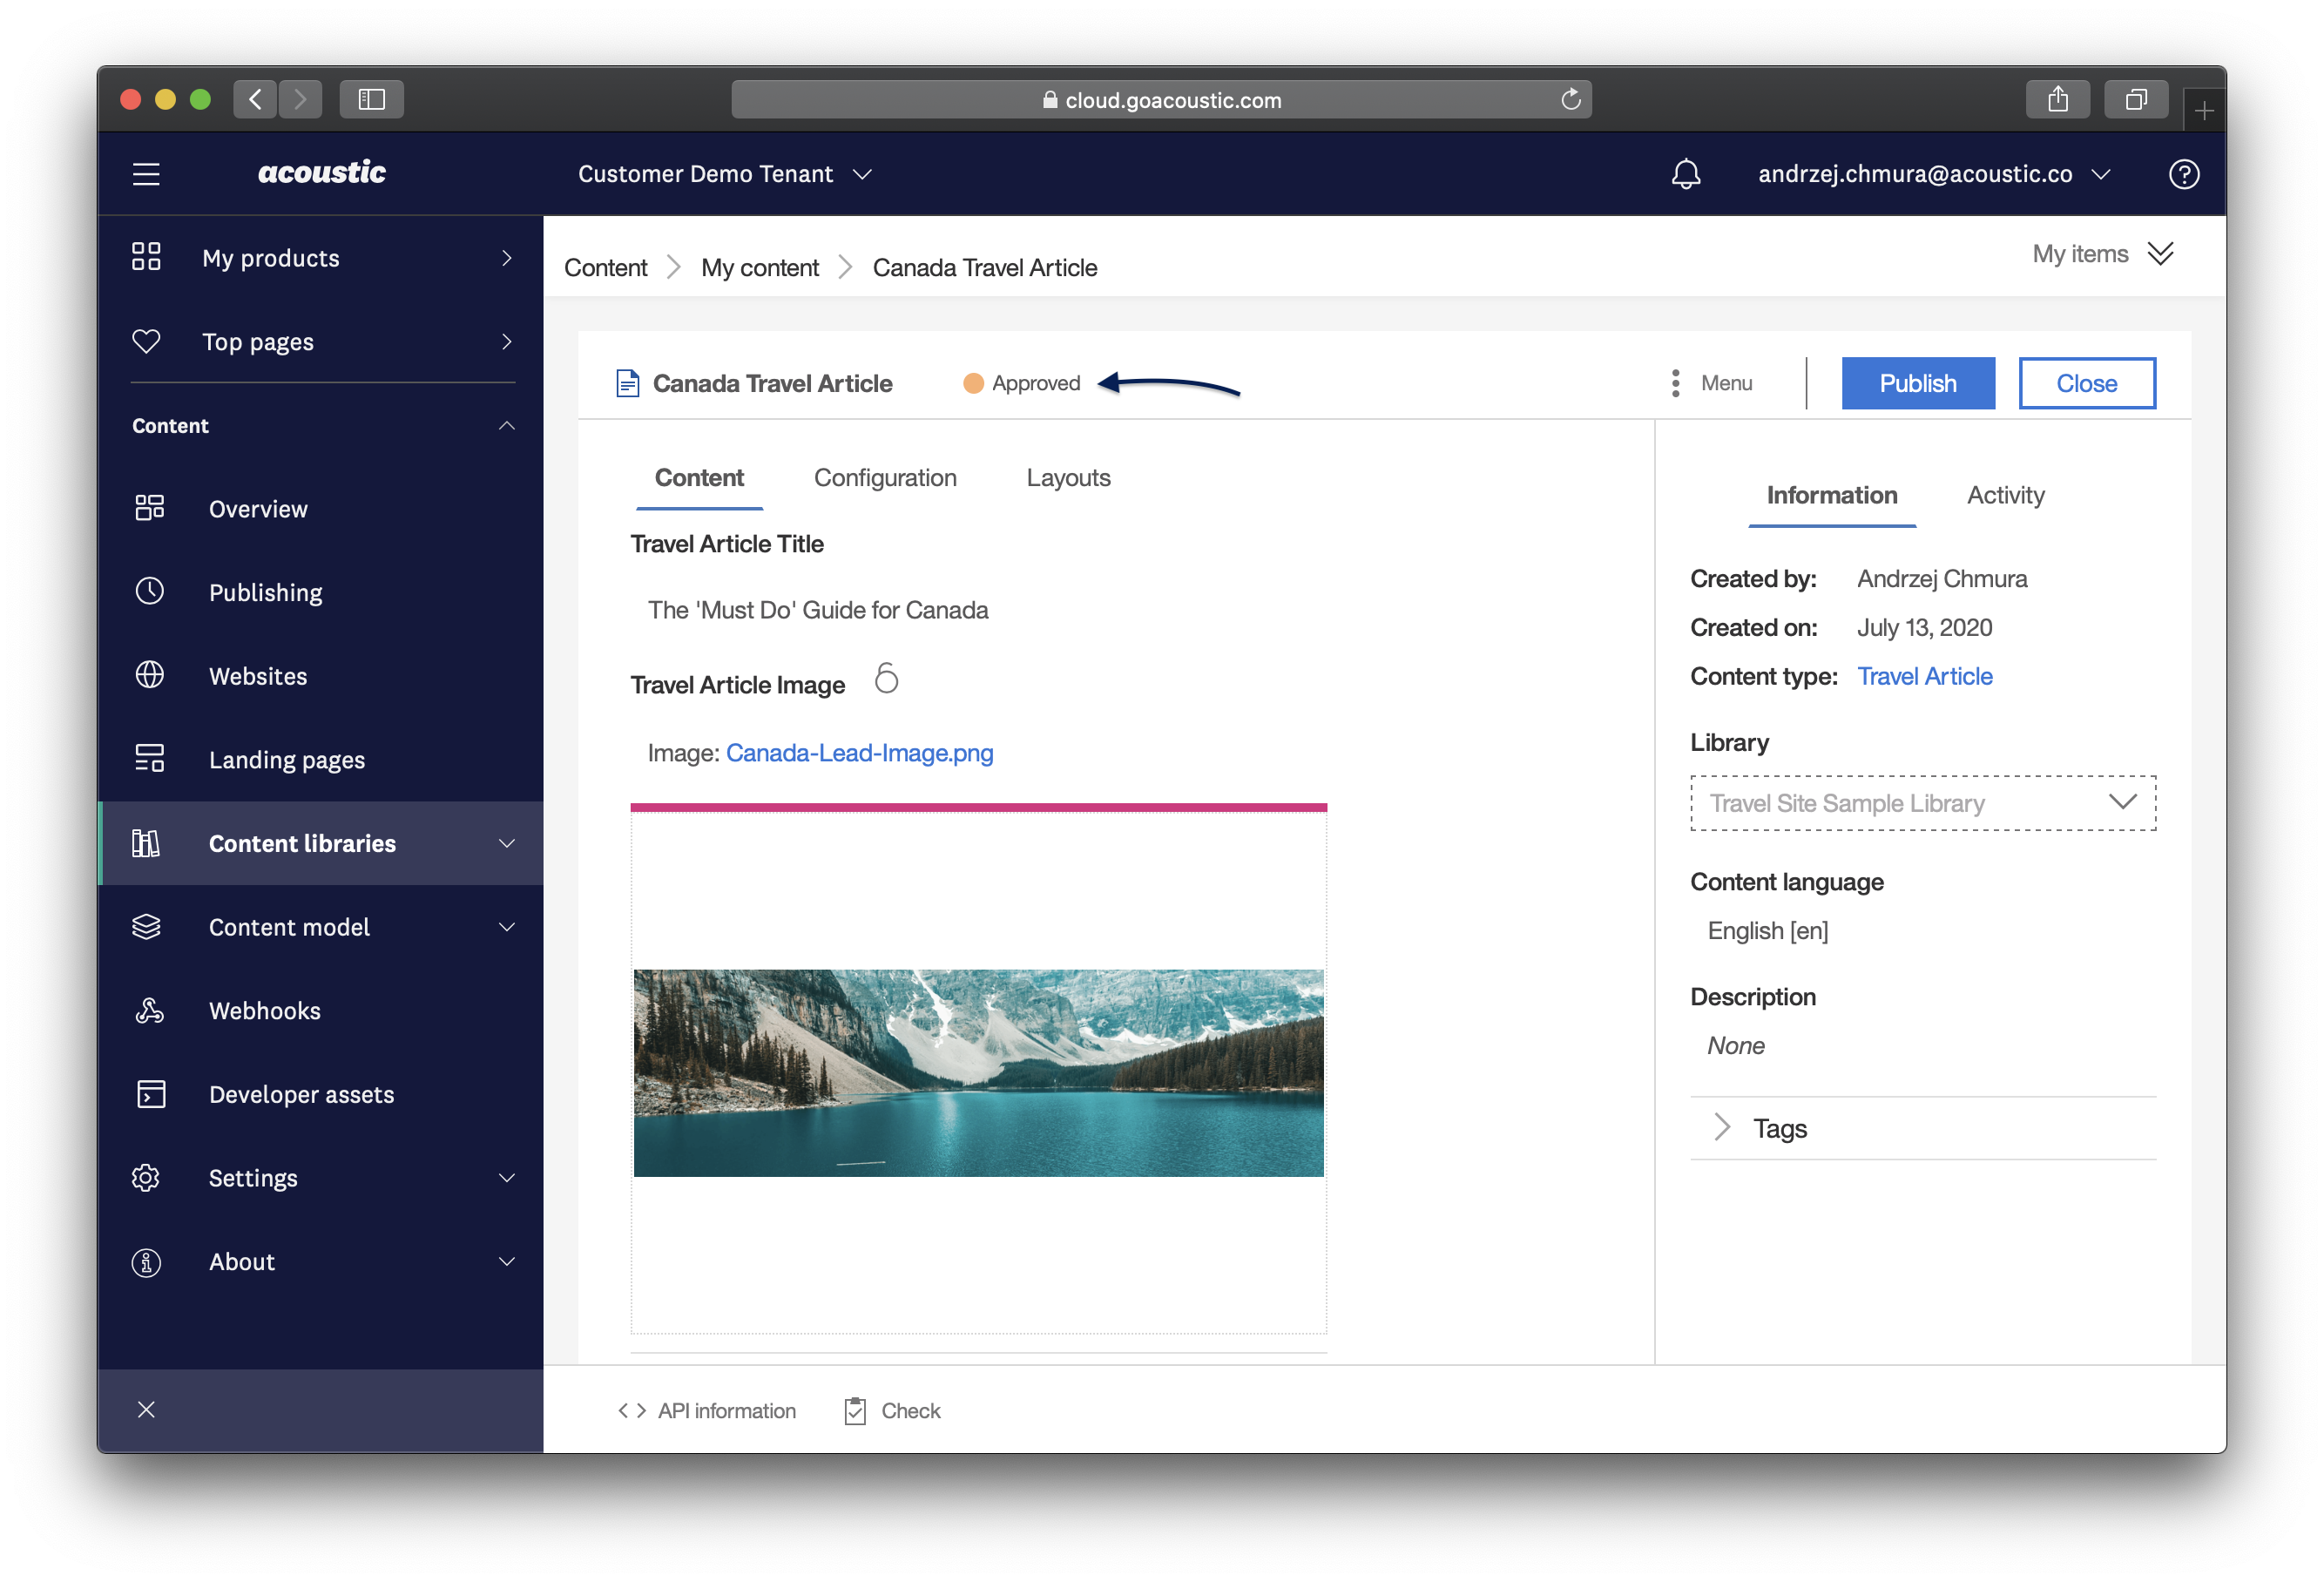 cloud.goacoustic.com
acoustic
Customer Demo Tenant
andrzej.chmura@acoustic.co
My products
Top pages
Content
Overview
Publishing
Websites
Landing pages
Content libraries
Content model
Webhooks
Developer assets
Settings
About
Content My content Canada Travel Article
My items
Canada Travel Article
Approved
Menu
Publish
Close
Content Configuration Layouts
Travel Article Title
The 'Must Do' Guide for Canada
Travel Article Image
Image: Canada-Lead-Image.png
Information Activity
Created by: Andrzej Chmura
Created on: July 13, 2020
Content type: Travel Article
Library
Travel Site Sample Library
Content language
English [en]
Description
None
Tags
API information
Check